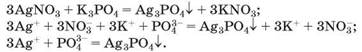 3AgNO₃ + K₃PO₄ = Ag₃PO₄↓ + 3KNO₃;
3Ag⁺ + 3NO₃⁻ + 3K⁺ + PO₄³⁻ = Ag₃PO₄↓ + 3K⁺ + 3NO₃⁻;
3Ag⁺ + PO₄³⁻ = Ag₃PO₄↓.